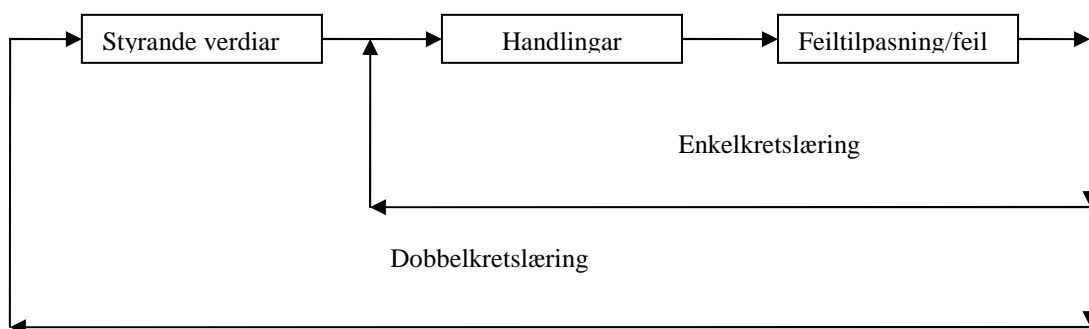 Styrande verdiar
Handlingar
Feiltilpasning/feil
Enkelkretslæring
Dobbelkretslæring